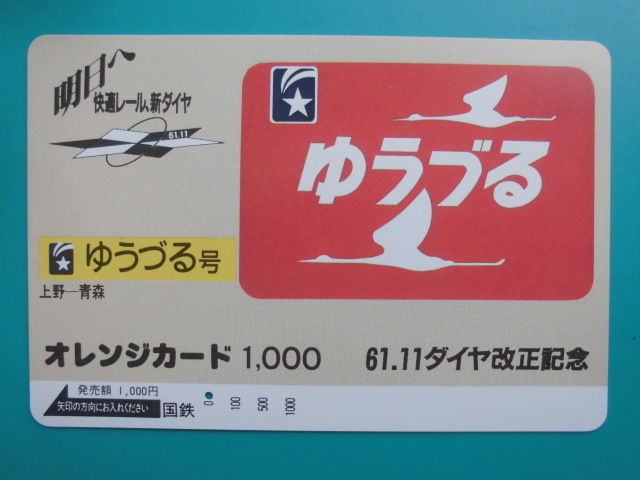 明日へ
快適レール、新ダイヤ
61.11
ゆうづる
ゆうづる号
上野—青森
オレンジカード 1,000
61.11ダイヤ改正記念
発売額 1,000円
矢印の方向にお入れください
国鉄
0 100 500 1000